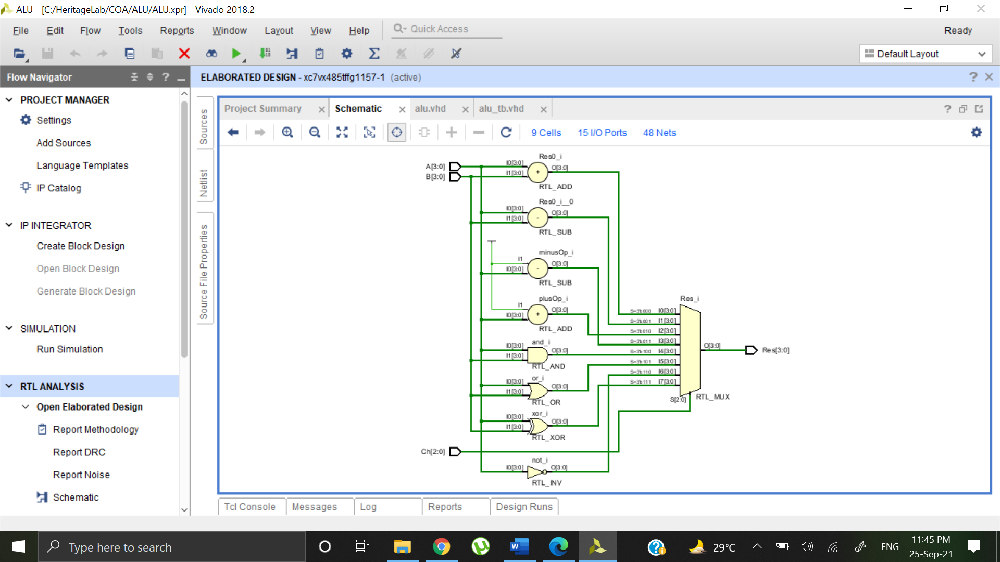 ALU - [C:/HeritageLab/COA/ALU/ALU.xpr] - Vivado 2018.2
File Edit Flow Tools Reports Window Layout View Help Quick Access Ready
Default Layout
Flow Navigator
ELABORATED DESIGN - xc7vx485tffg1157-1 (active)
PROJECT MANAGER
Settings
Add Sources
Language Templates
IP Catalog
IP INTEGRATOR
Create Block Design
Open Block Design
Generate Block Design
SIMULATION
Run Simulation
RTL ANALYSIS
Open Elaborated Design
Report Methodology
Report DRC
Report Noise
Schematic
Sources
Netlist
Source File Properties
Project Summary Schematic alu.vhd alu_tb.vhd
9 Cells 15 I/O Ports 48 Nets
A[3:0]
B[3:0]
Res0_i
I0[3:0]
I1[3:0]
O[3:0]
+
RTL_ADD
Res0_i__0
I0[3:0]
I1[3:0]
O[3:0]
-
RTL_SUB
minusOp_i
I1
I0[3:0]
O[3:0]
-
RTL_SUB
plusOp_i
I1
I0[3:0]
O[3:0]
+
RTL_ADD
and_i
I0[3:0]
I1[3:0]
O[3:0]
RTL_AND
or_i
I0[3:0]
I1[3:0]
O[3:0]
RTL_OR
xor_i
I0[3:0]
I1[3:0]
O[3:0]
RTL_XOR
Ch[2:0]
not_i
I0[3:0]
O[3:0]
RTL_INV
Res_i
S=3'b000 I0[3:0]
S=3'b001 I1[3:0]
S=3'b010 I2[3:0]
S=3'b011 I3[3:0]
S=3'b100 I4[3:0]
S=3'b101 I5[3:0]
S=3'b110 I6[3:0]
S=3'b111 I7[3:0]
S[2:0]
RTL_MUX
O[3:0]
Res[3:0]
Tcl Console Messages Log Reports Design Runs
Type here to search
29°C
ENG
11:45 PM
25-Sep-21